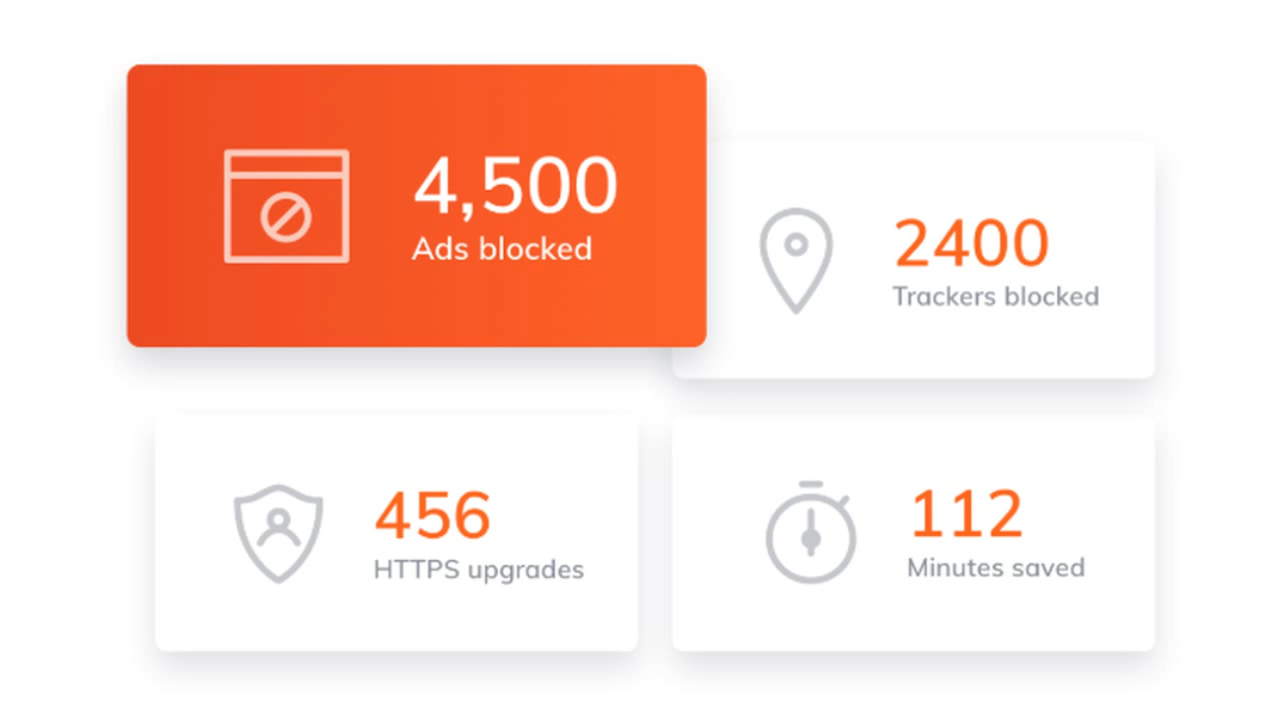 4,500
Ads blocked
2400
Trackers blocked
456
HTTPS upgrades
112
Minutes saved